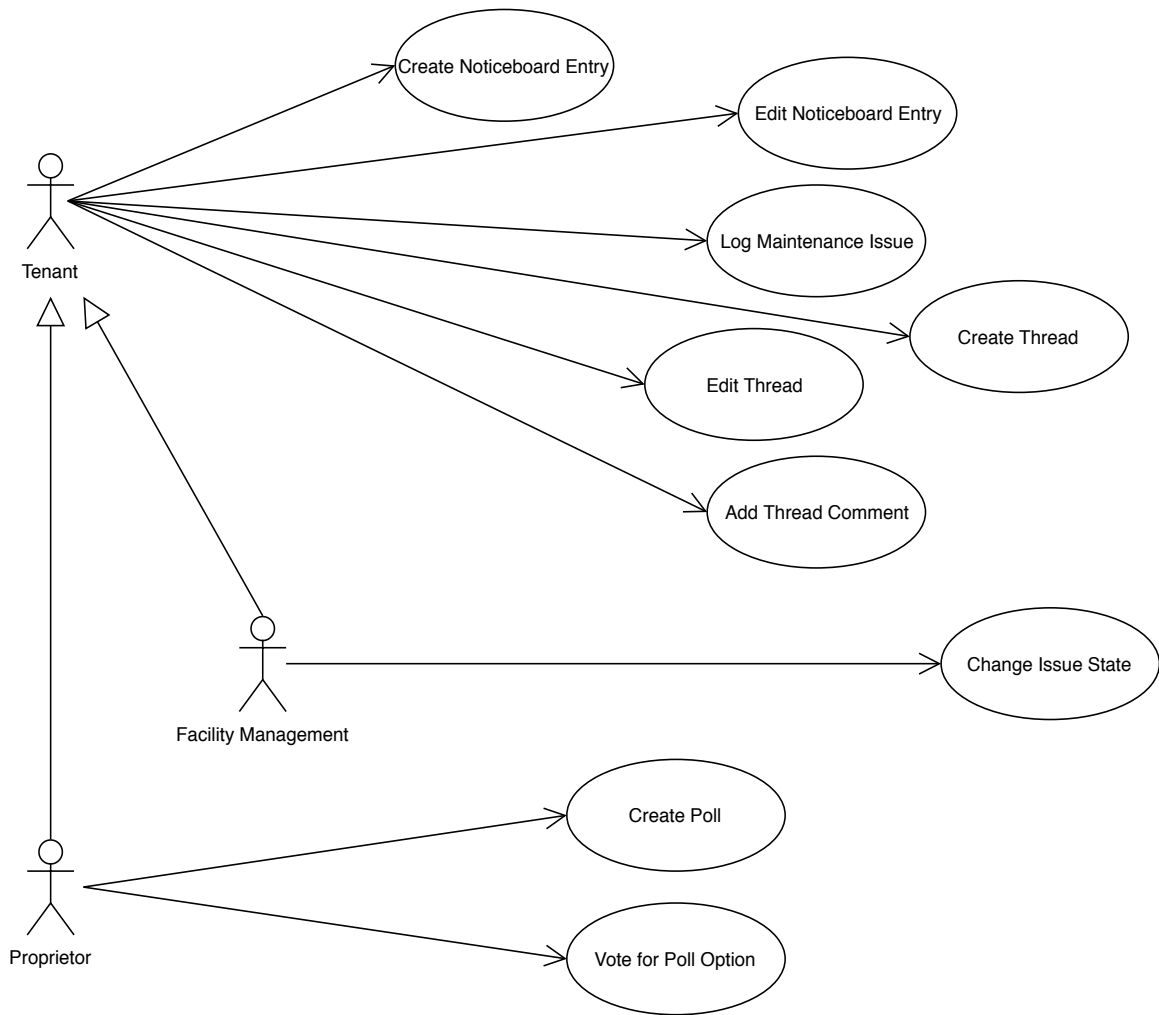 Create Noticeboard Entry
Edit Noticeboard Entry
Log Maintenance Issue
Tenant
Create Thread
Edit Thread
Add Thread Comment
Change Issue State
Facility Management
Create Poll
Proprietor
Vote for Poll Option